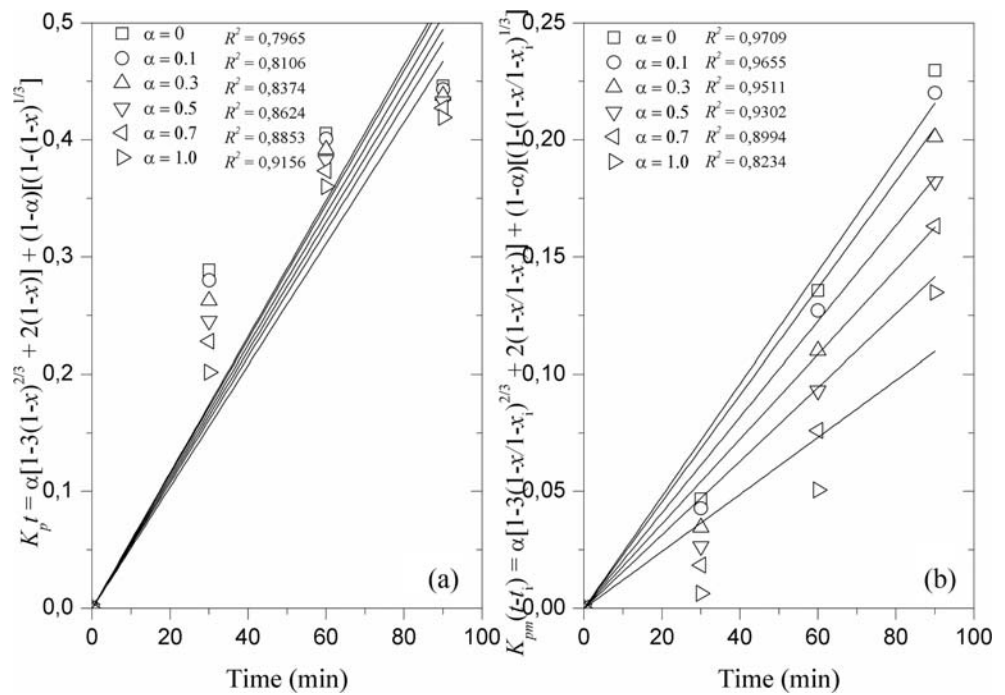 K_p t = α[1-3(1-x)^{2/3} + 2(1-x)] + (1-α)[(1-(1-x)^{1/3}]
0,5
0,4
0,3
0,2
0,1
0,0
α = 0 R² = 0,7965
α = 0.1 R² = 0,8106
α = 0.3 R² = 0,8374
α = 0.5 R² = 0,8624
α = 0.7 R² = 0,8853
α = 1.0 R² = 0,9156
(a)
0 20 40 60 80 100
Time (min)
K_{pm}(t-t_i) = α[1-3(1-x/1-x_i)^{2/3} + 2(1-x/1-x_i)] + (1-α)[(1-(1-x/1-x_i)^{1/3}]
0,25
0,20
0,15
0,10
0,05
0,00
α = 0 R² = 0,9709
α = 0.1 R² = 0,9655
α = 0.3 R² = 0,9511
α = 0.5 R² = 0,9302
α = 0.7 R² = 0,8994
α = 1.0 R² = 0,8234
(b)
0 20 40 60 80 100
Time (min)